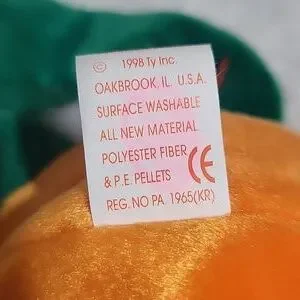 © 1998 Ty Inc.
OAKBROOK, IL. U.S.A.
SURFACE WASHABLE
ALL NEW MATERIAL
POLYESTER FIBER
& P.E. PELLETS CE
REG. NO PA 1965(KR)